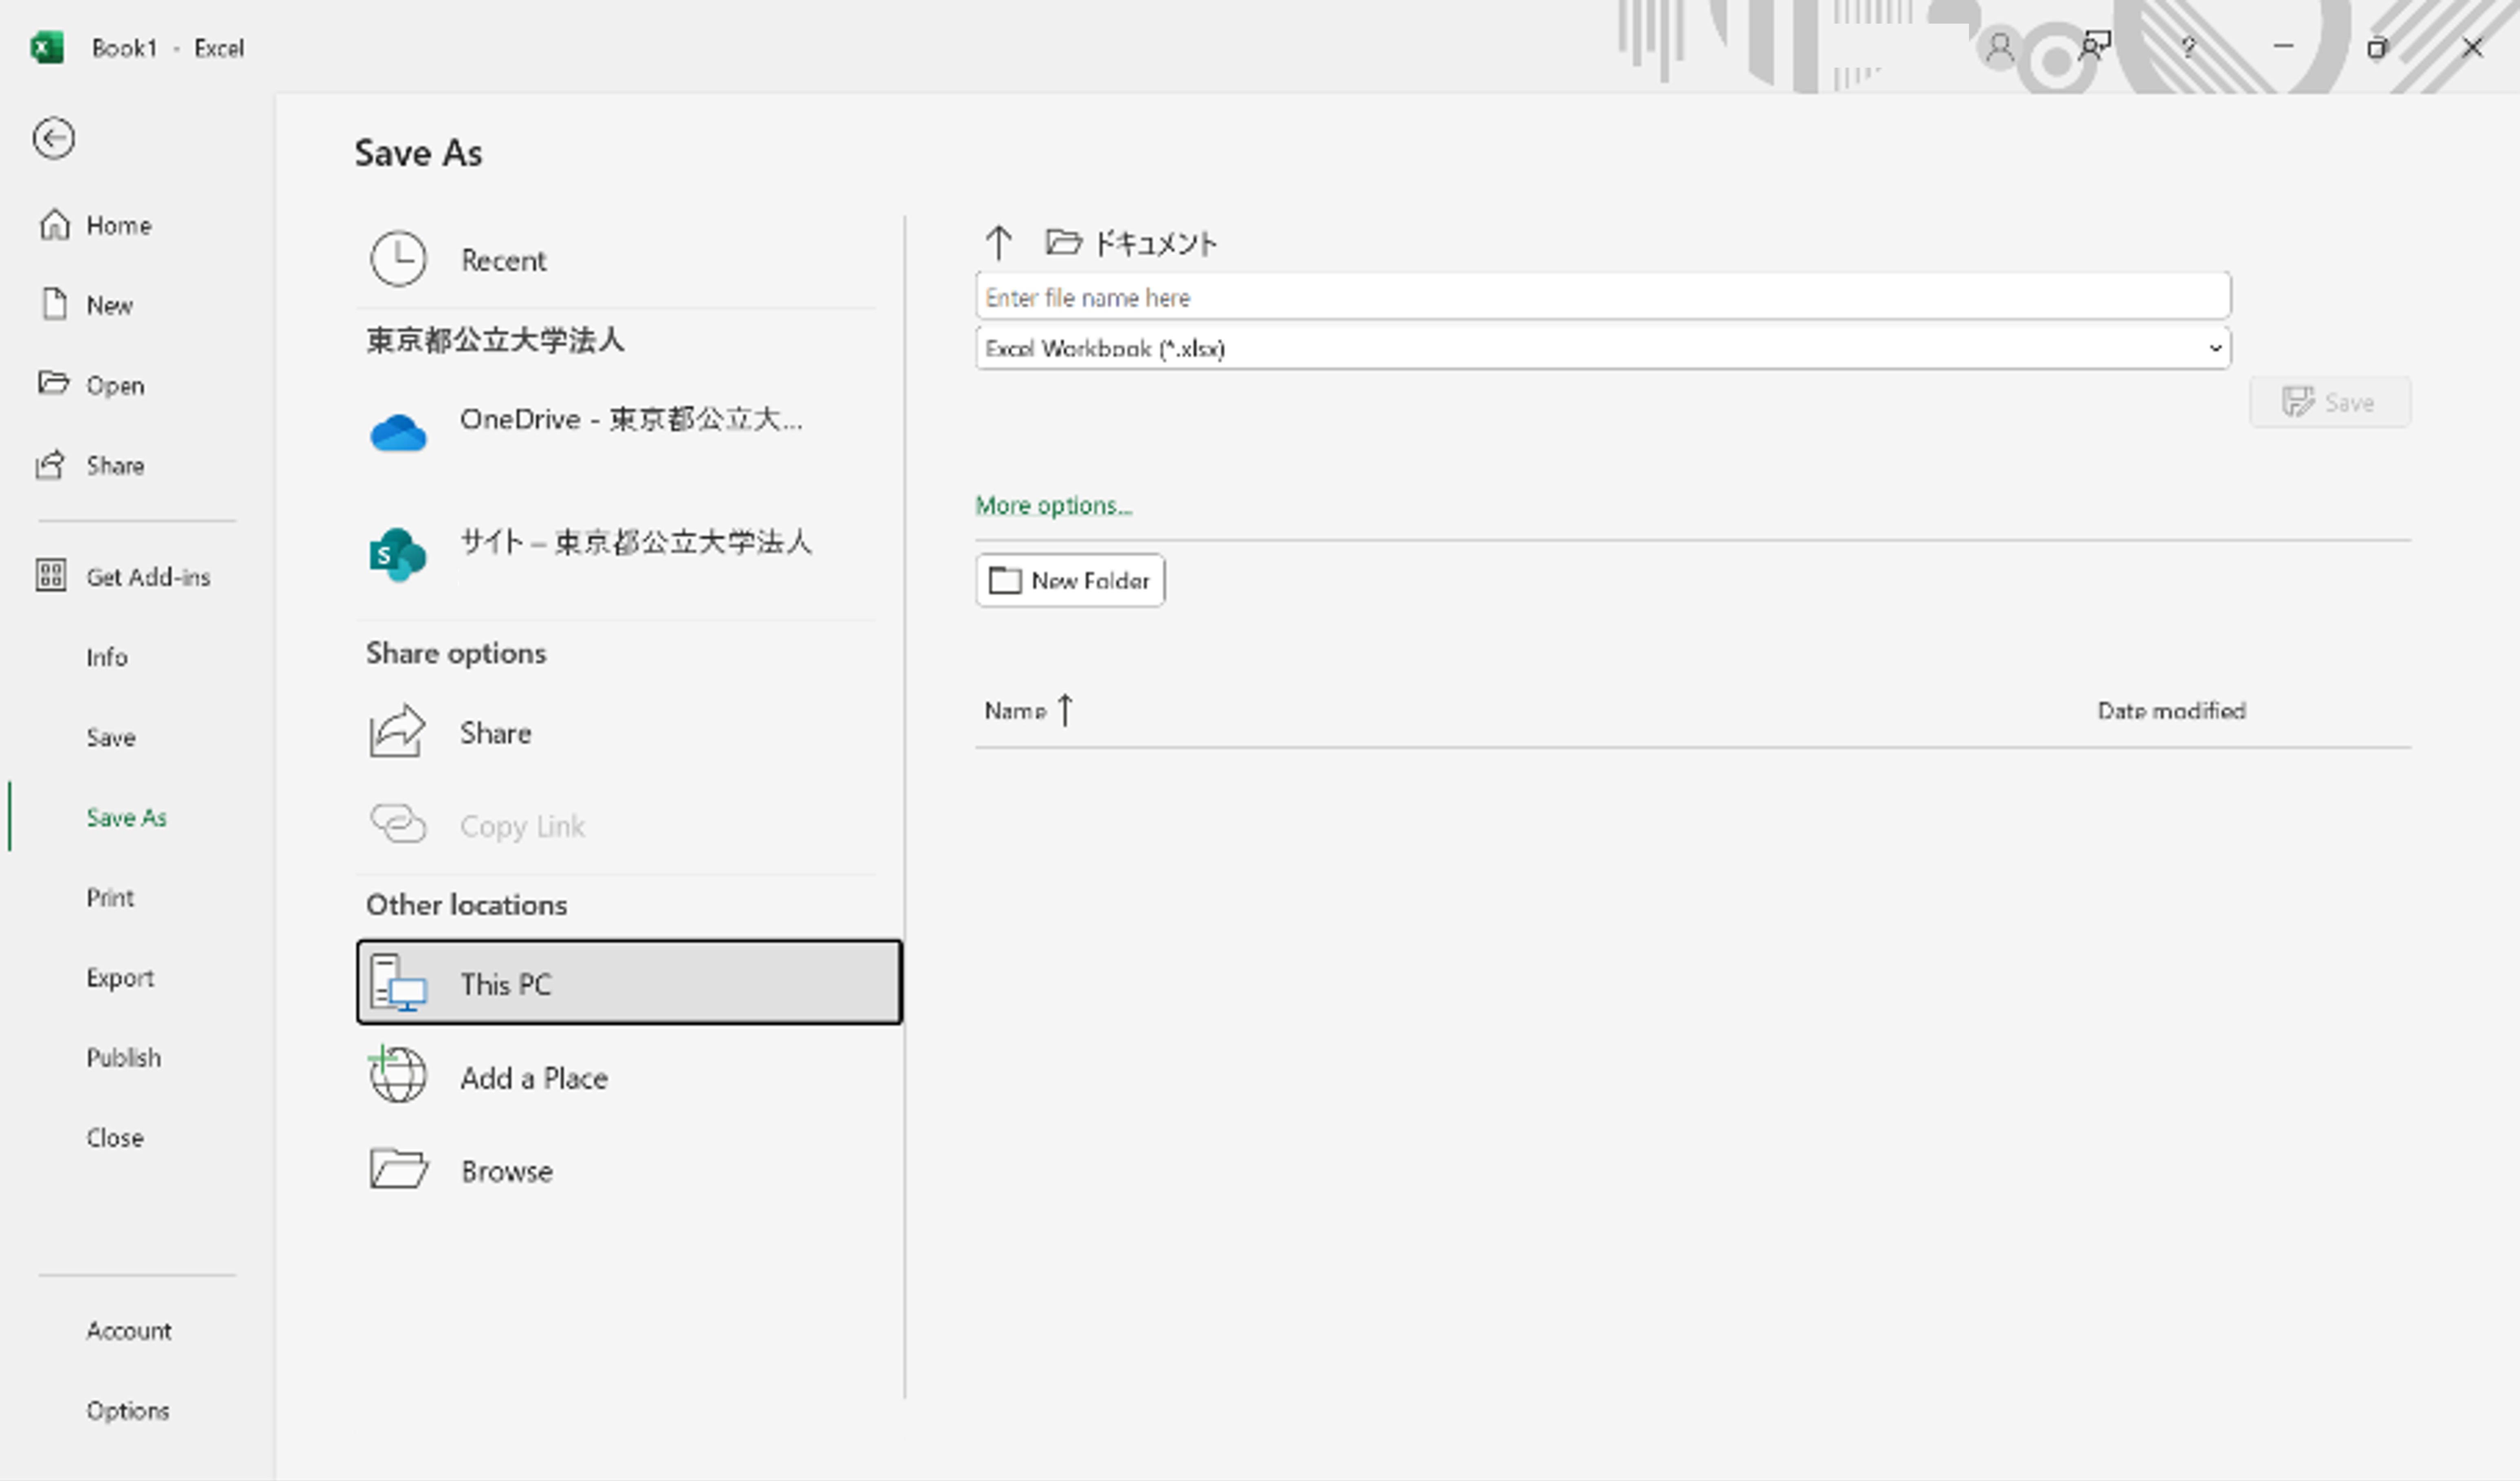 Book1 - Excel
Save As
Home
New
Open
Share
Get Add-ins
Info
Save
Save As
Print
Export
Publish
Close
Account
Options
Recent
東京都公立大学法人
OneDrive - 東京都公立大...
サイト – 東京都公立大学法人
Share options
Share
Copy Link
Other locations
This PC
Add a Place
Browse
ドキュメント
Enter file name here
Excel Workbook (*.xlsx)
Save
More options...
New Folder
Name ↑ Date modified